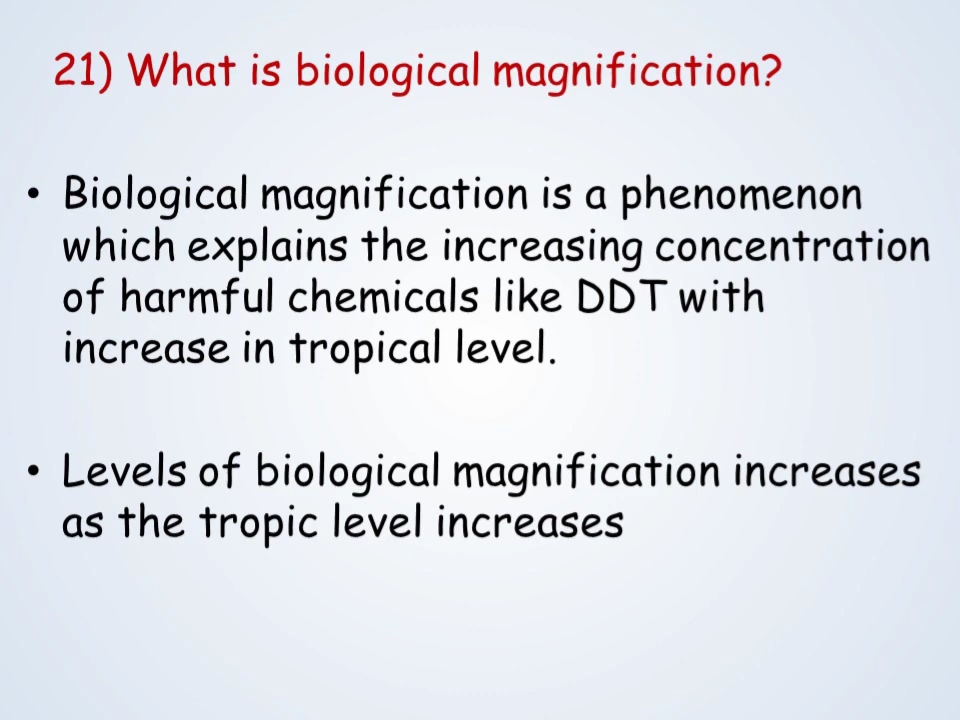 21) What is biological magnification?
• Biological magnification is a phenomenon
which explains the increasing concentration
of harmful chemicals like DDT with
increase in tropical level.
• Levels of biological magnification increases
as the tropic level increases